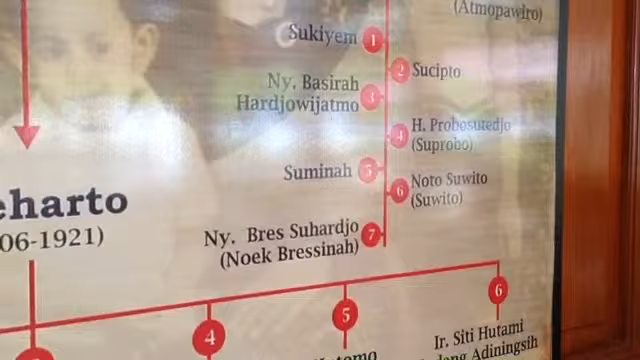 (Atmopawiro)
Sukiyem 1
2 Sucipto
Ny. Basirah
Hardjowijatmo 3
4 H. Probosutedjo
(Suprobo)
Suminah 5
6 Noto Suwito
(Suwito)
eharto
06-1921)
Ny. Bres Suhardjo
(Noek Bressinah) 7
4
5
6
Ir. Siti Hutami
Adiningsih